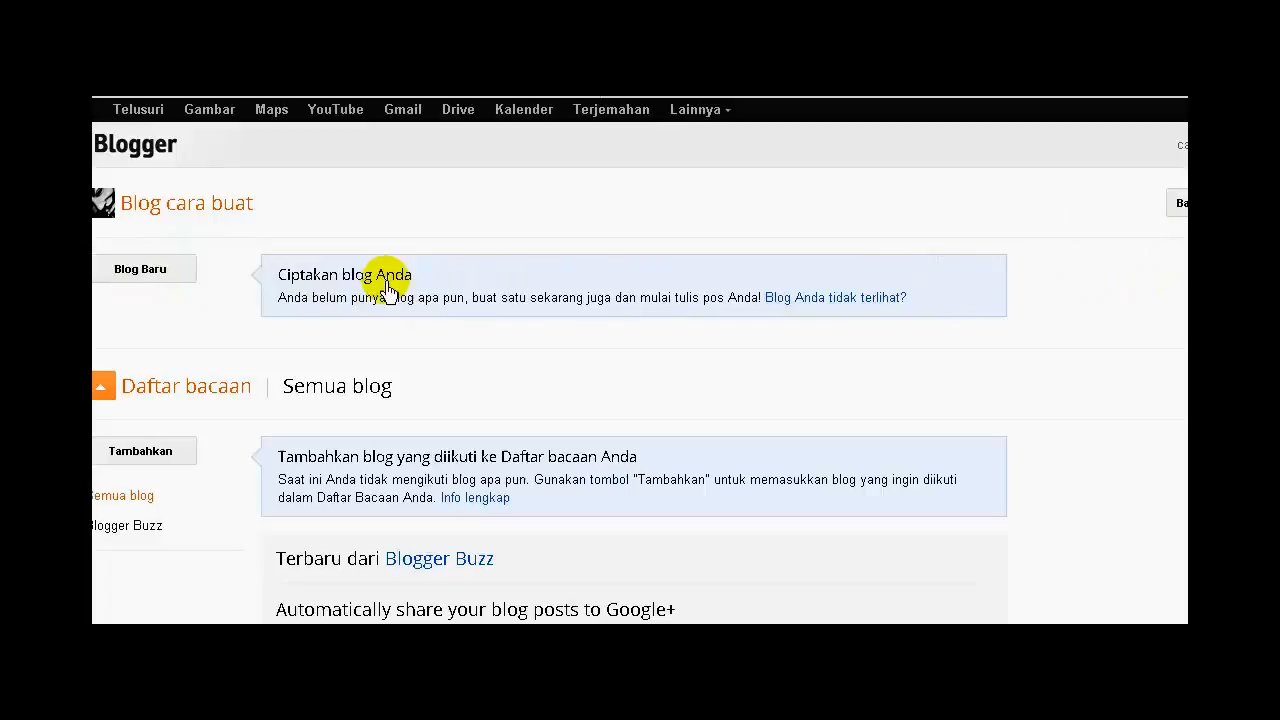 Telusuri Gambar Maps YouTube Gmail Drive Kalender Terjemahan Lainnya
Blogger
Blog cara buat
Blog Baru
Ciptakan blog Anda
Anda belum punya blog apa pun, buat satu sekarang juga dan mulai tulis pos Anda! Blog Anda tidak terlihat?
Daftar bacaan | Semua blog
Tambahkan
Tambahkan blog yang diikuti ke Daftar bacaan Anda
Saat ini Anda tidak mengikuti blog apa pun. Gunakan tombol "Tambahkan" untuk memasukkan blog yang ingin diikuti
dalam Daftar Bacaan Anda. Info lengkap
Semua blog
Blogger Buzz
Terbaru dari Blogger Buzz
Automatically share your blog posts to Google+